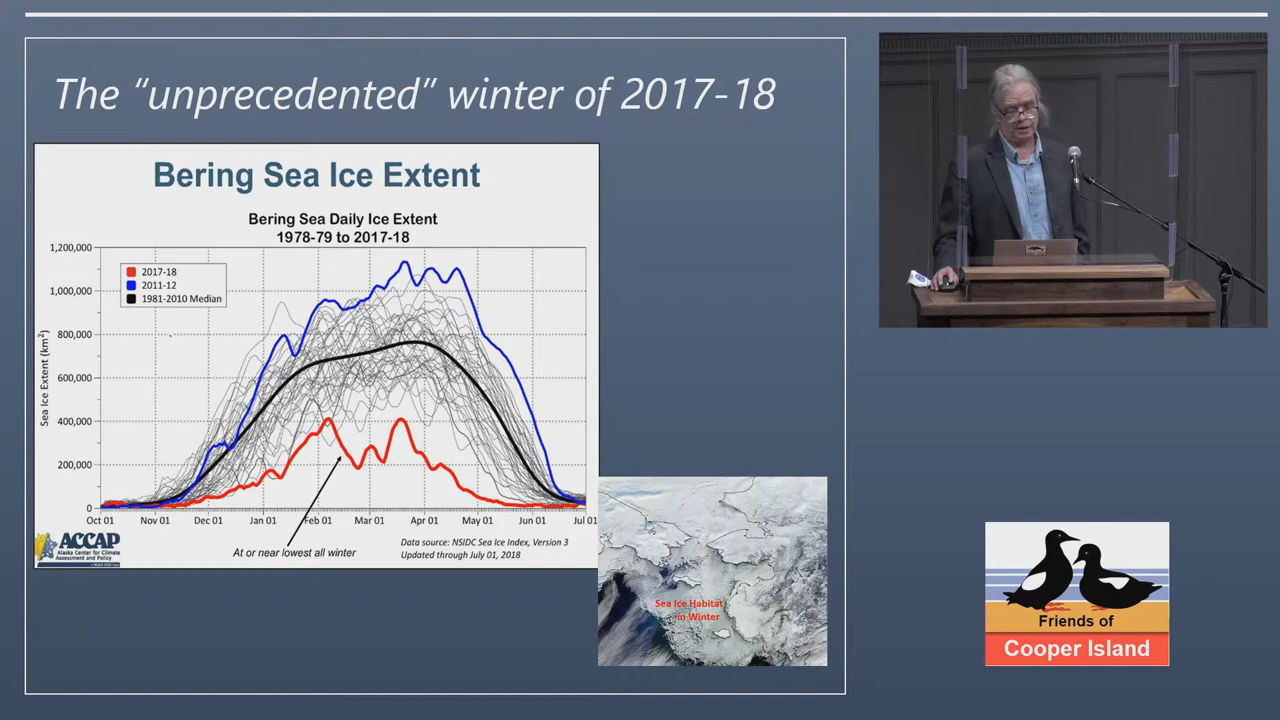 The “unprecedented” winter of 2017-18
Bering Sea Ice Extent
Bering Sea Daily Ice Extent
1978-79 to 2017-18
2017-18
2011-12
1981-2010 Median
Sea Ice Extent (km²)
1,200,000
1,000,000
800,000
600,000
400,000
200,000
0
Oct 01 Nov 01 Dec 01 Jan 01 Feb 01 Mar 01 Apr 01 May 01 Jun 01 Jul 01
At or near lowest all winter
Data source: NSIDC Sea Ice Index, Version 3
Updated through July 01, 2018
ACCAP
Alaska Center for Climate
Assessment and Policy
Sea Ice Habitat
in Winter
Friends of
Cooper Island